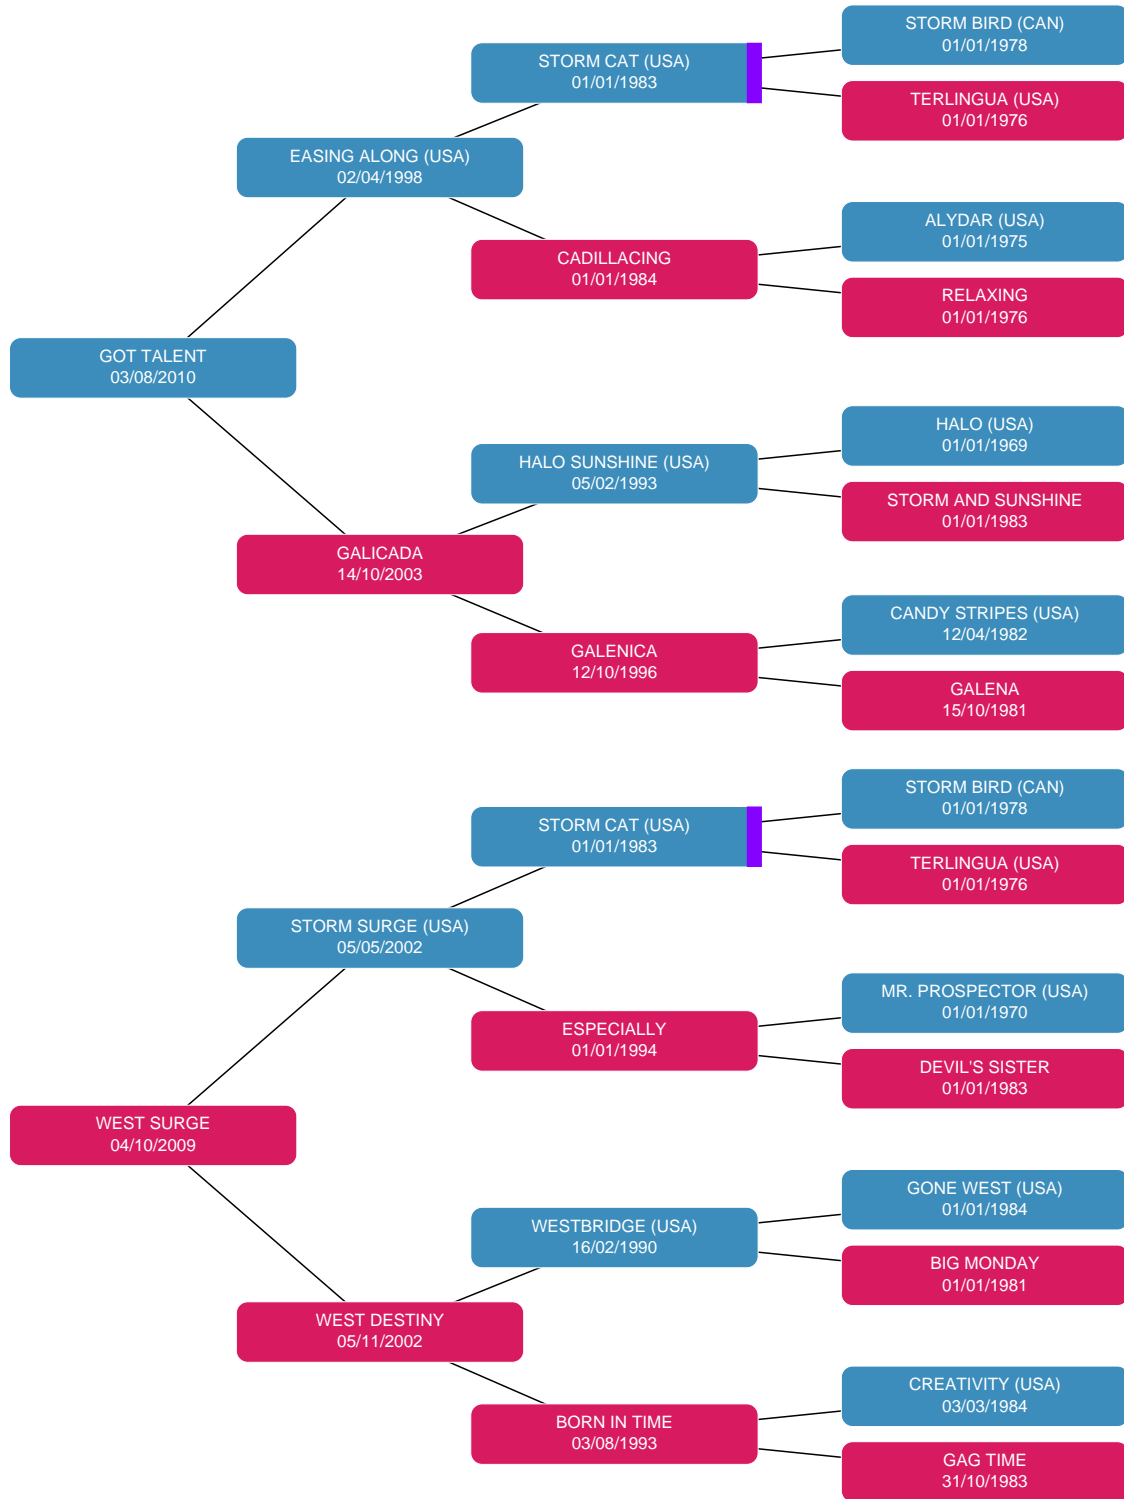 STORM BIRD (CAN)
01/01/1978
STORM CAT (USA)
01/01/1983
TERLINGUA (USA)
01/01/1976
EASING ALONG (USA)
02/04/1998
ALYDAR (USA)
01/01/1975
CADILLACING
01/01/1984
RELAXING
01/01/1976
GOT TALENT
03/08/2010
HALO (USA)
01/01/1969
HALO SUNSHINE (USA)
05/02/1993
STORM AND SUNSHINE
01/01/1983
GALICADA
14/10/2003
CANDY STRIPES (USA)
12/04/1982
GALENICA
12/10/1996
GALENA
15/10/1981
STORM BIRD (CAN)
01/01/1978
STORM CAT (USA)
01/01/1983
TERLINGUA (USA)
01/01/1976
STORM SURGE (USA)
05/05/2002
MR. PROSPECTOR (USA)
01/01/1970
ESPECIALLY
01/01/1994
DEVIL'S SISTER
01/01/1983
WEST SURGE
04/10/2009
GONE WEST (USA)
01/01/1984
WESTBRIDGE (USA)
16/02/1990
BIG MONDAY
01/01/1981
WEST DESTINY
05/11/2002
CREATIVITY (USA)
03/03/1984
BORN IN TIME
03/08/1993
GAG TIME
31/10/1983